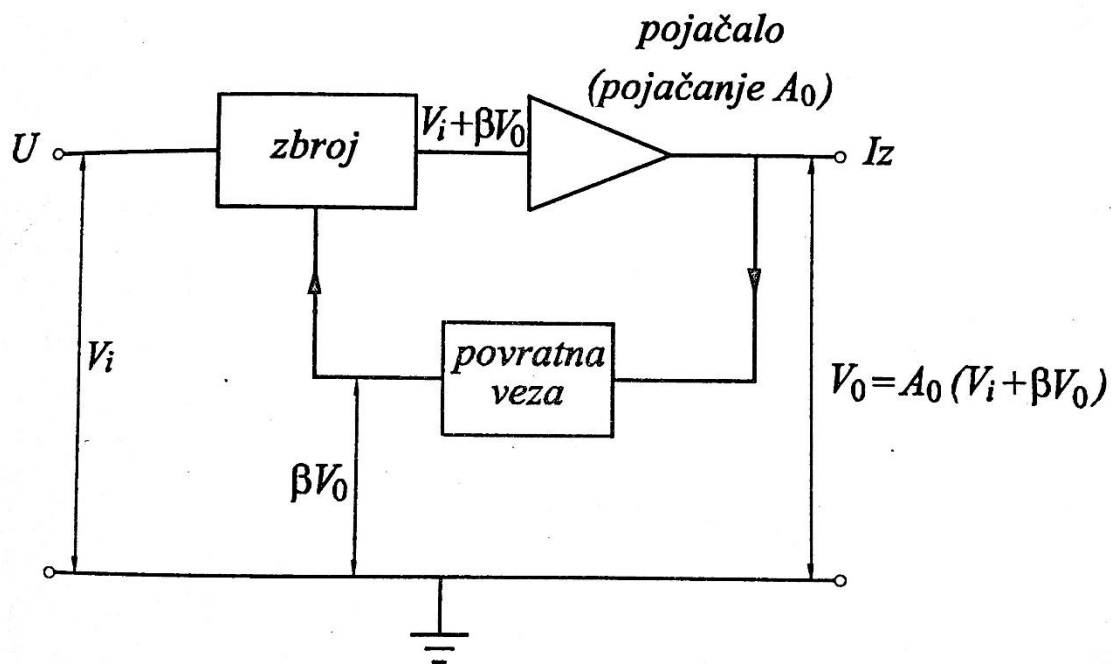 pojačalo
(pojačanje A₀)
U
zbroj
Vᵢ+βV₀
Iz
Vᵢ
povratna
veza
V₀=A₀(Vᵢ+βV₀)
βV₀